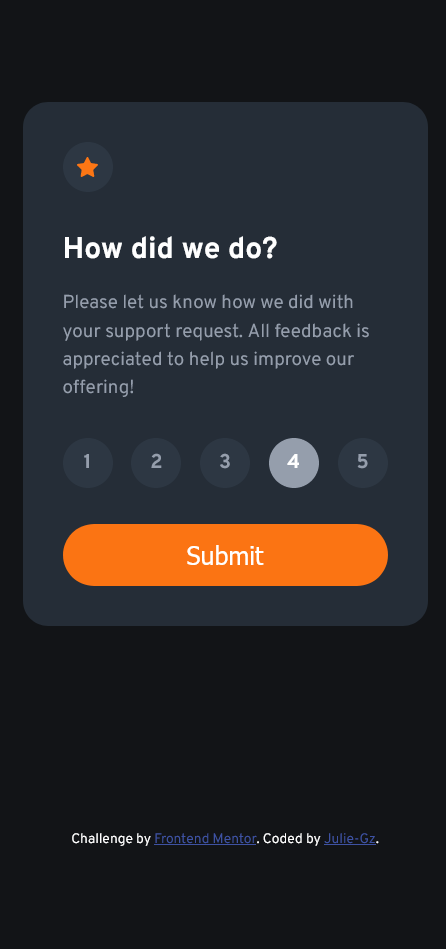 How did we do?
Please let us know how we did with
your support request. All feedback is
appreciated to help us improve our
offering!
1 2 3 4 5
Submit
Challenge by Frontend Mentor. Coded by Julie-Gz.